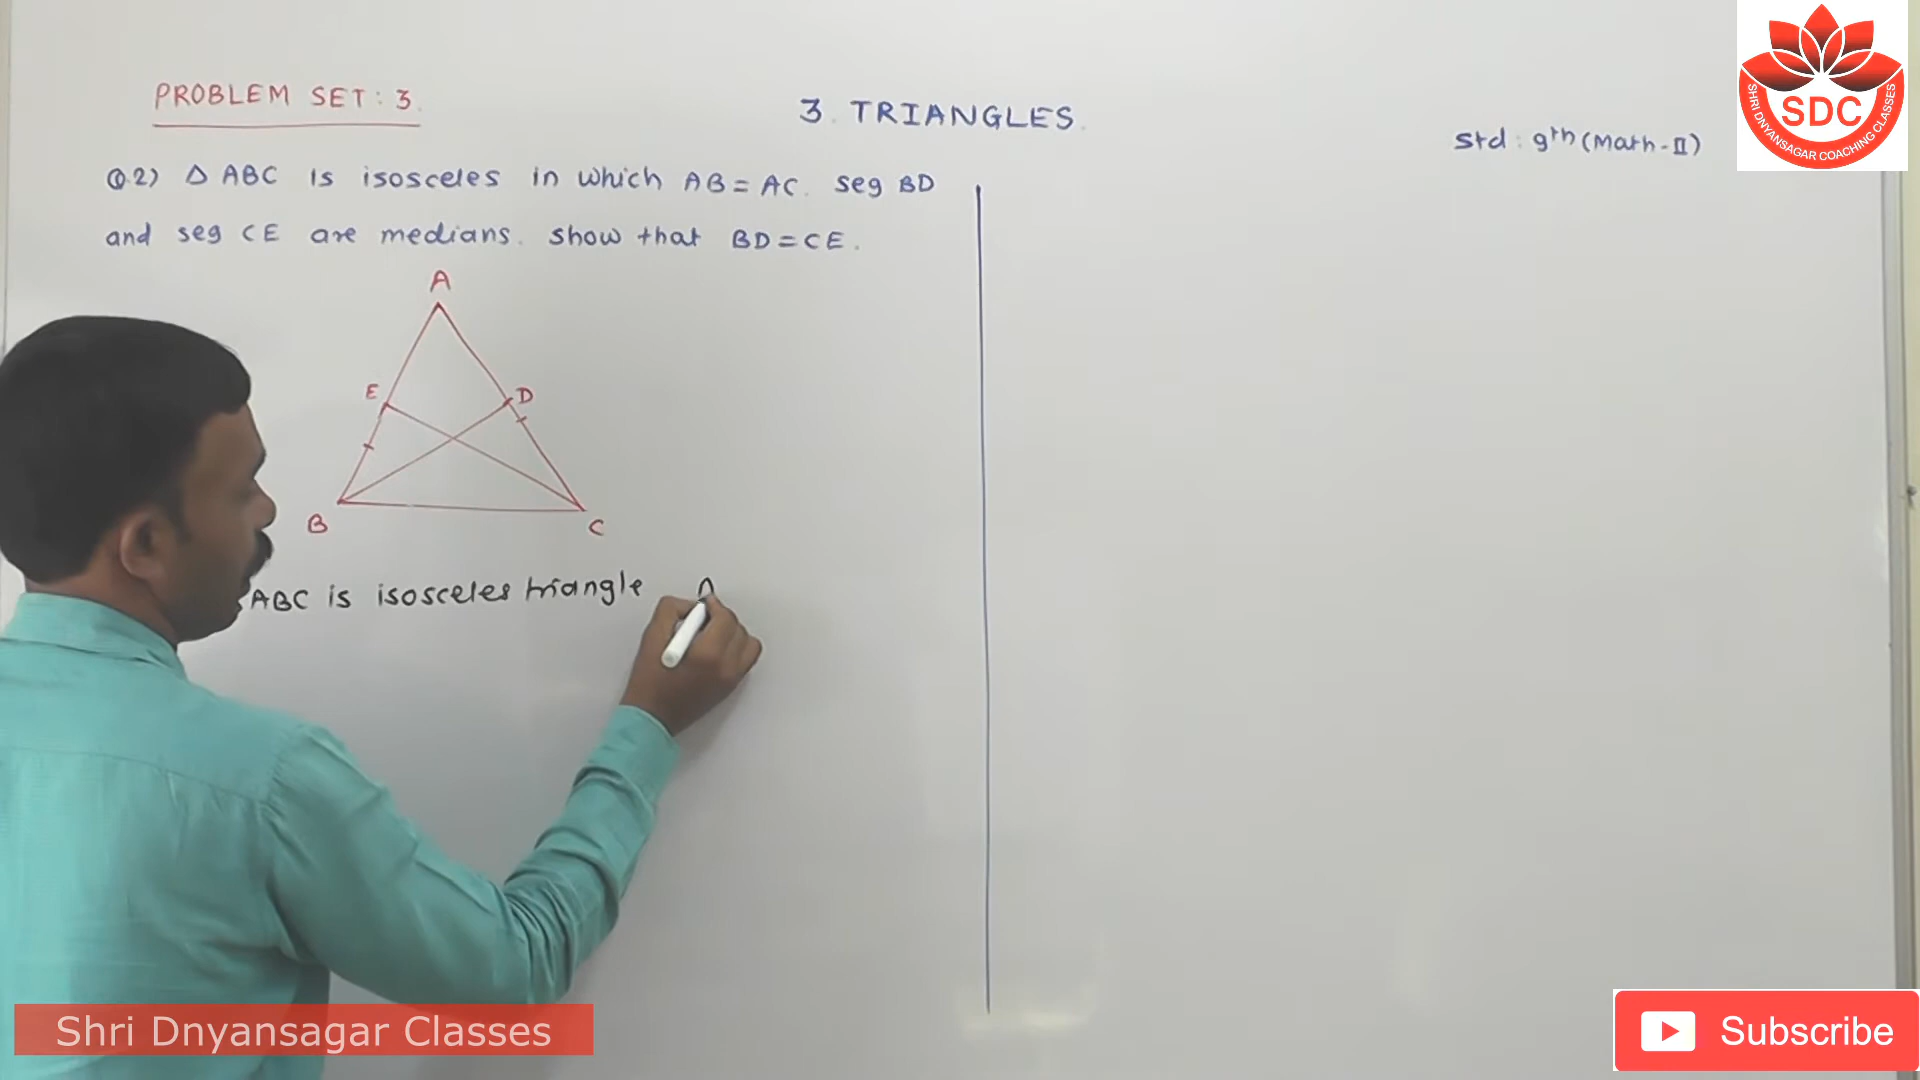 PROBLEM SET : 3.
3. TRIANGLES.
Std : 9th (Math - II)
SDC
SHRI DNYANSAGAR COACHING CLASSES
Q.2) △ ABC is isosceles in which AB = AC. seg BD
and seg CE are medians. show that BD = CE.
A
E
D
B
C
ABC is isosceles triangle A
Shri Dnyansagar Classes
Subscribe